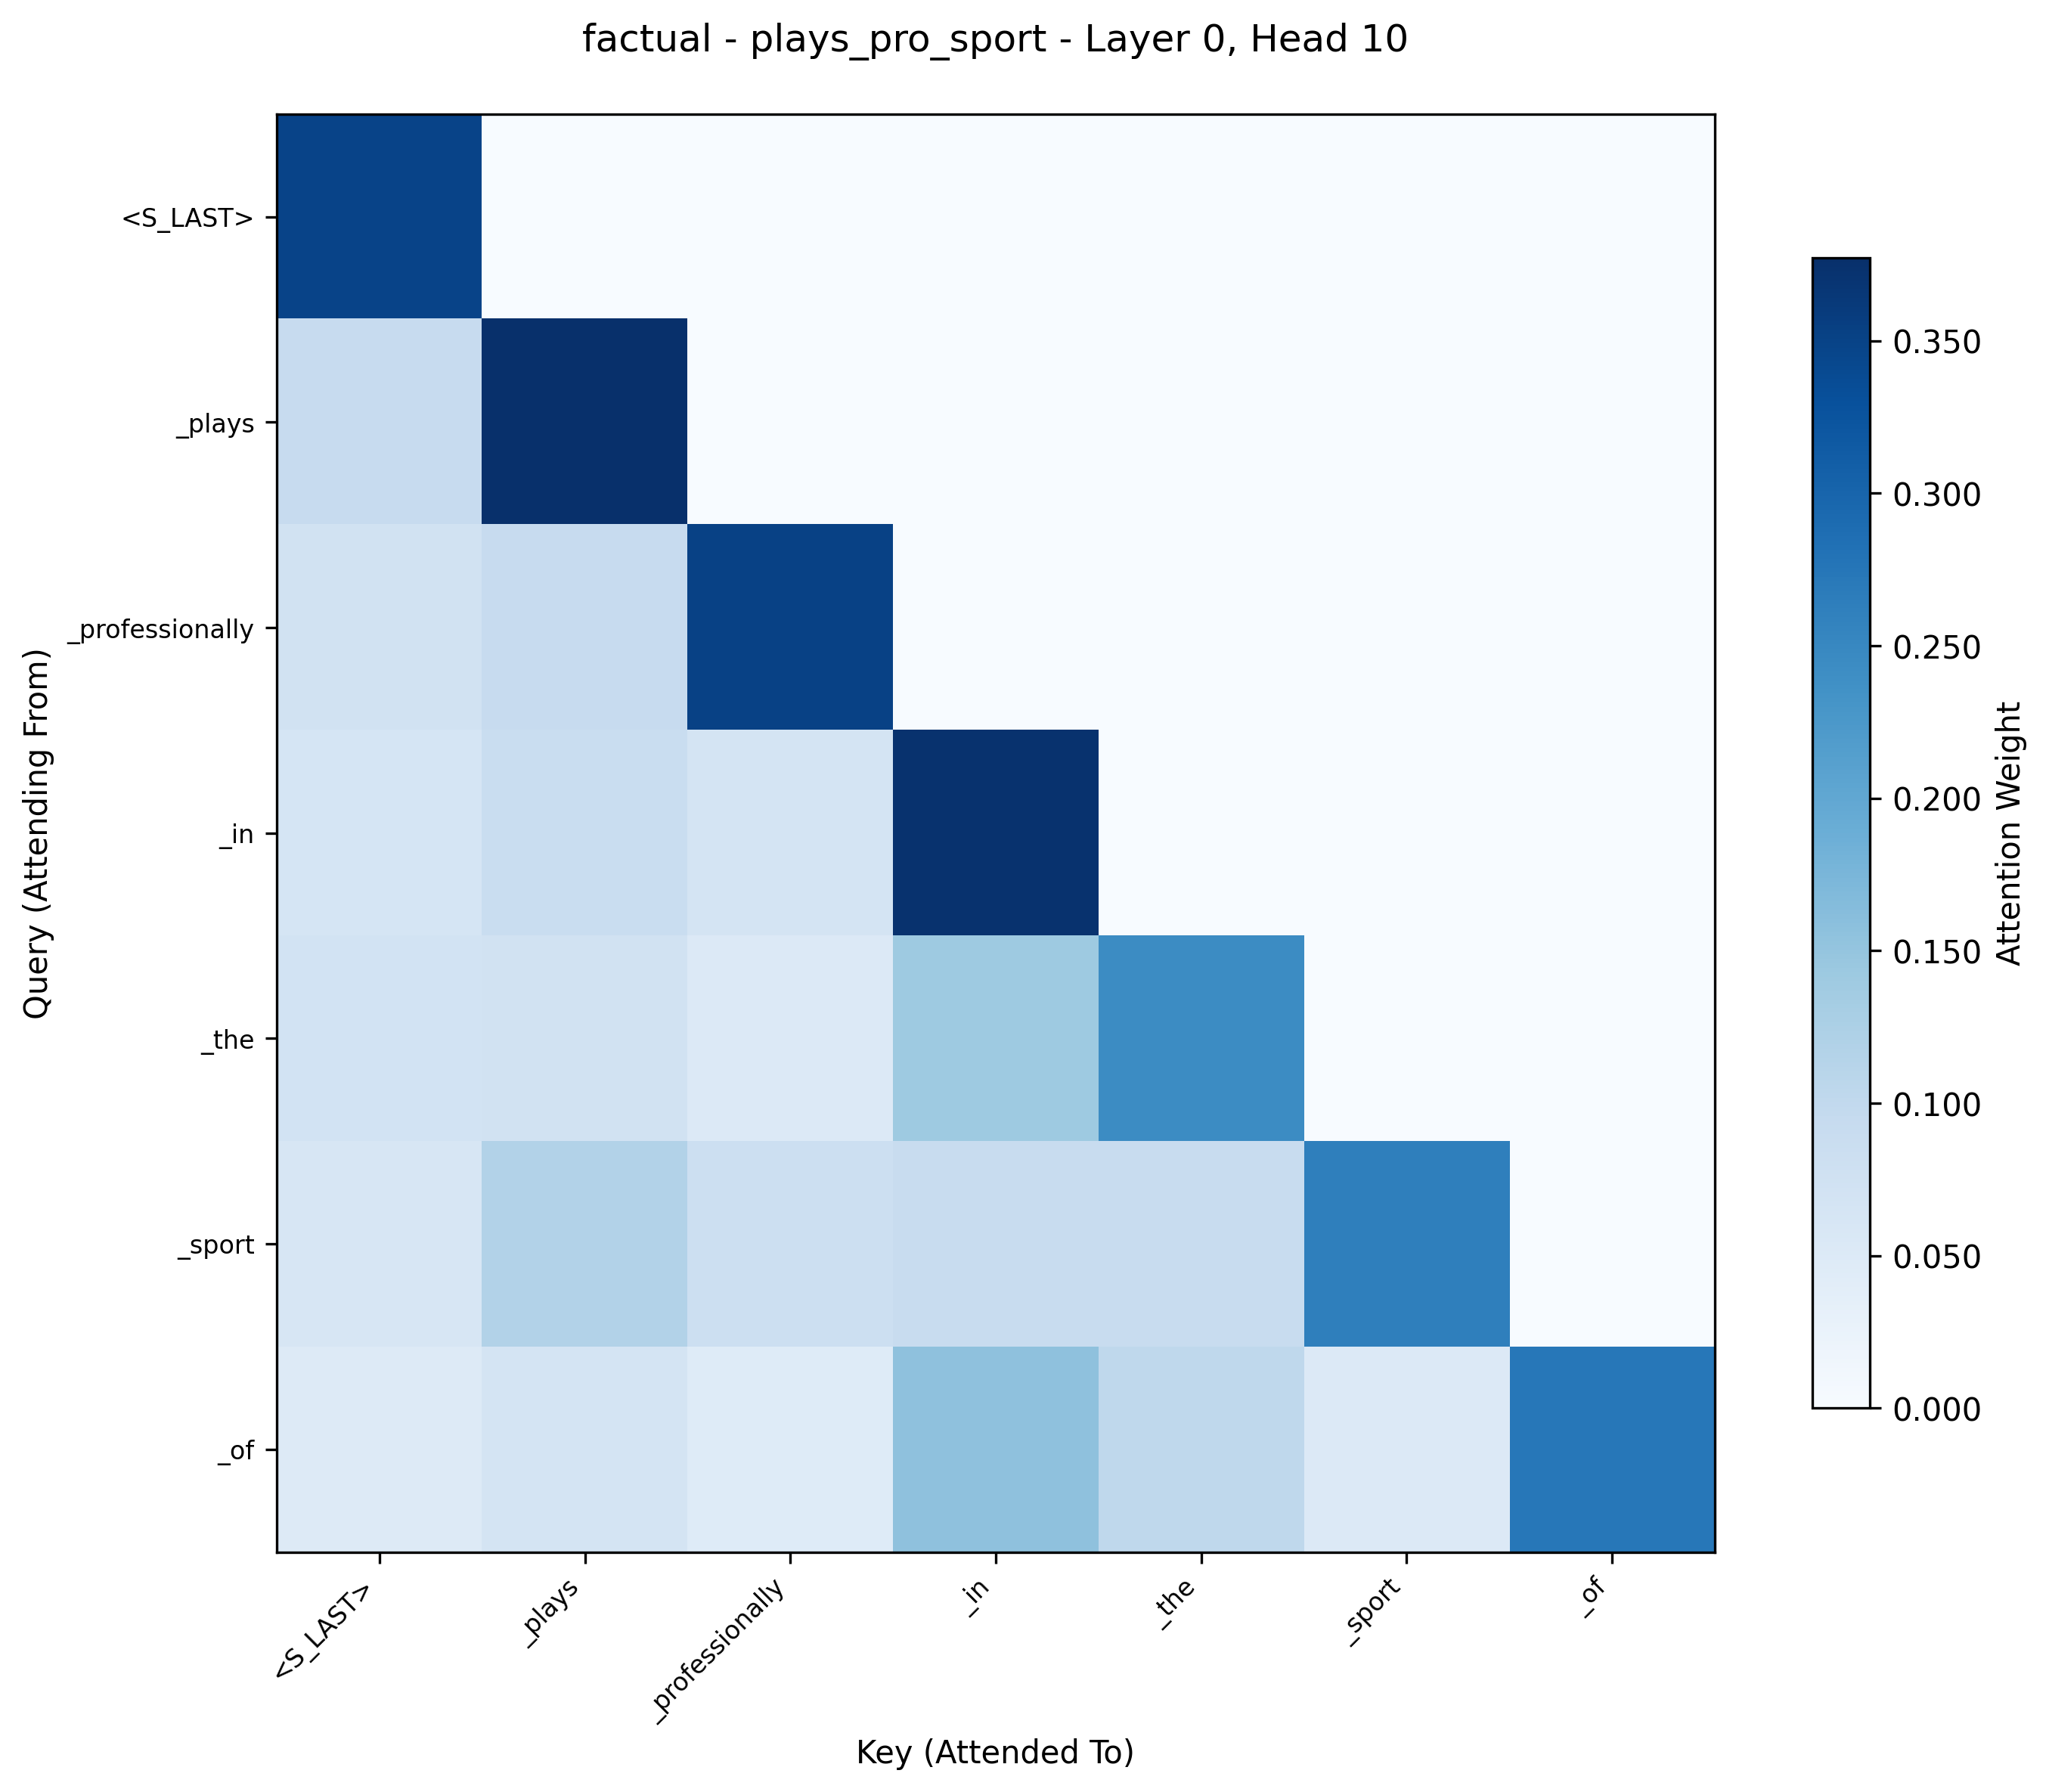 factual - plays_pro_sport - Layer 0, Head 10
<S_LAST>
_plays
_professionally
_in
_the
_sport
_of
Query (Attending From)
<S_LAST>
_plays
_professionally
_in
_the
_sport
_of
Key (Attended To)
0.350
0.300
0.250
0.200
0.150
0.100
0.050
0.000
Attention Weight